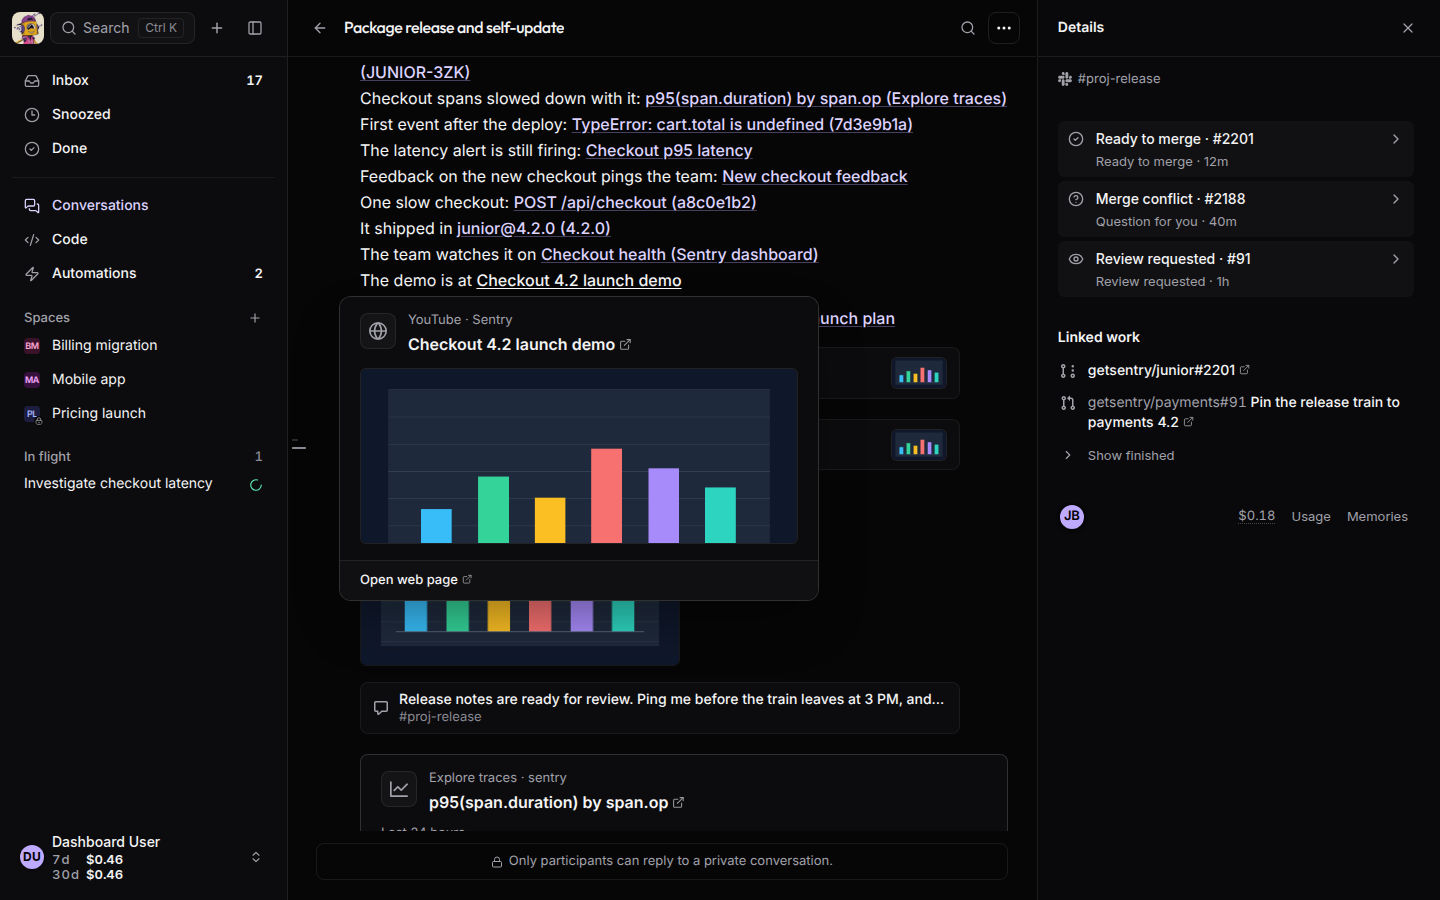 Search Ctrl K
Inbox 17
Snoozed
Done
Conversations
Code
Automations 2
Spaces
BM Billing migration
MA Mobile app
PL Pricing launch
In flight 1
Investigate checkout latency
DU Dashboard User
7d $0.46
30d $0.46
Package release and self-update
(JUNIOR-3ZK)
Checkout spans slowed down with it: p95(span.duration) by span.op (Explore traces)
First event after the deploy: TypeError: cart.total is undefined (7d3e9b1a)
The latency alert is still firing: Checkout p95 latency
Feedback on the new checkout pings the team: New checkout feedback
One slow checkout: POST /api/checkout (a8c0e1b2)
It shipped in junior@4.2.0 (4.2.0)
The team watches it on Checkout health (Sentry dashboard)
The demo is at Checkout 4.2 launch demo
unch plan
YouTube · Sentry
Checkout 4.2 launch demo
Open web page
Release notes are ready for review. Ping me before the train leaves at 3 PM, and...
#proj-release
Explore traces · sentry
p95(span.duration) by span.op
Last 24 hours
Only participants can reply to a private conversation.
Details
#proj-release
Ready to merge · #2201
Ready to merge · 12m
Merge conflict · #2188
Question for you · 40m
Review requested · #91
Review requested · 1h
Linked work
getsentry/junior#2201
getsentry/payments#91 Pin the release train to
payments 4.2
Show finished
JB $0.18 Usage Memories